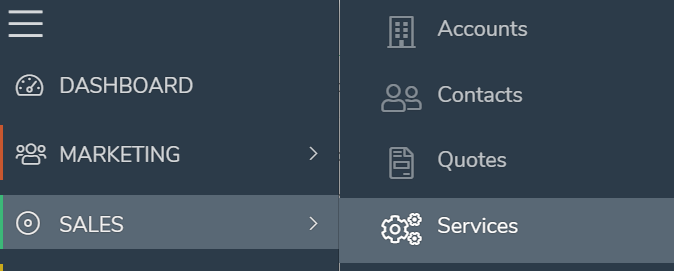 DASHBOARD
MARKETING
SALES
Accounts
Contacts
Quotes
Services